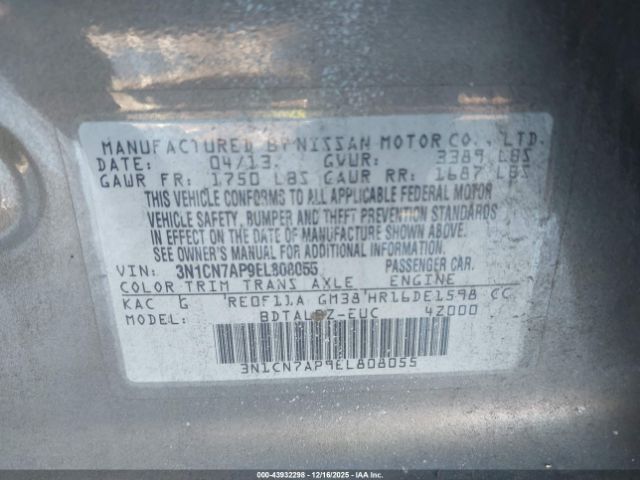 MANUFACTURED BY NISSAN MOTOR CO., LTD.
DATE: 04/13 GVWR: 3389 LBS
GAWR FR: 1750 LBS GAWR RR: 1687 LBS
THIS VEHICLE CONFORMS TO ALL APPLICABLE FEDERAL MOTOR
VEHICLE SAFETY, BUMPER AND THEFT PREVENTION STANDARDS
IN EFFECT ON THE DATE OF MANUFACTURE SHOWN ABOVE.
SEE OWNER'S MANUAL FOR ADDITIONAL INFORMATION.
VIN: 3N1CN7AP9EL808055 PASSENGER CAR.
COLOR TRIM TRANS AXLE ENGINE
KAC G RE0F11A GM38 HR16DE1598 CC
MODEL: 4Z000
3N1CN7AP9EL808055
000-43932298 - 12/16/2025 - IAA Inc.